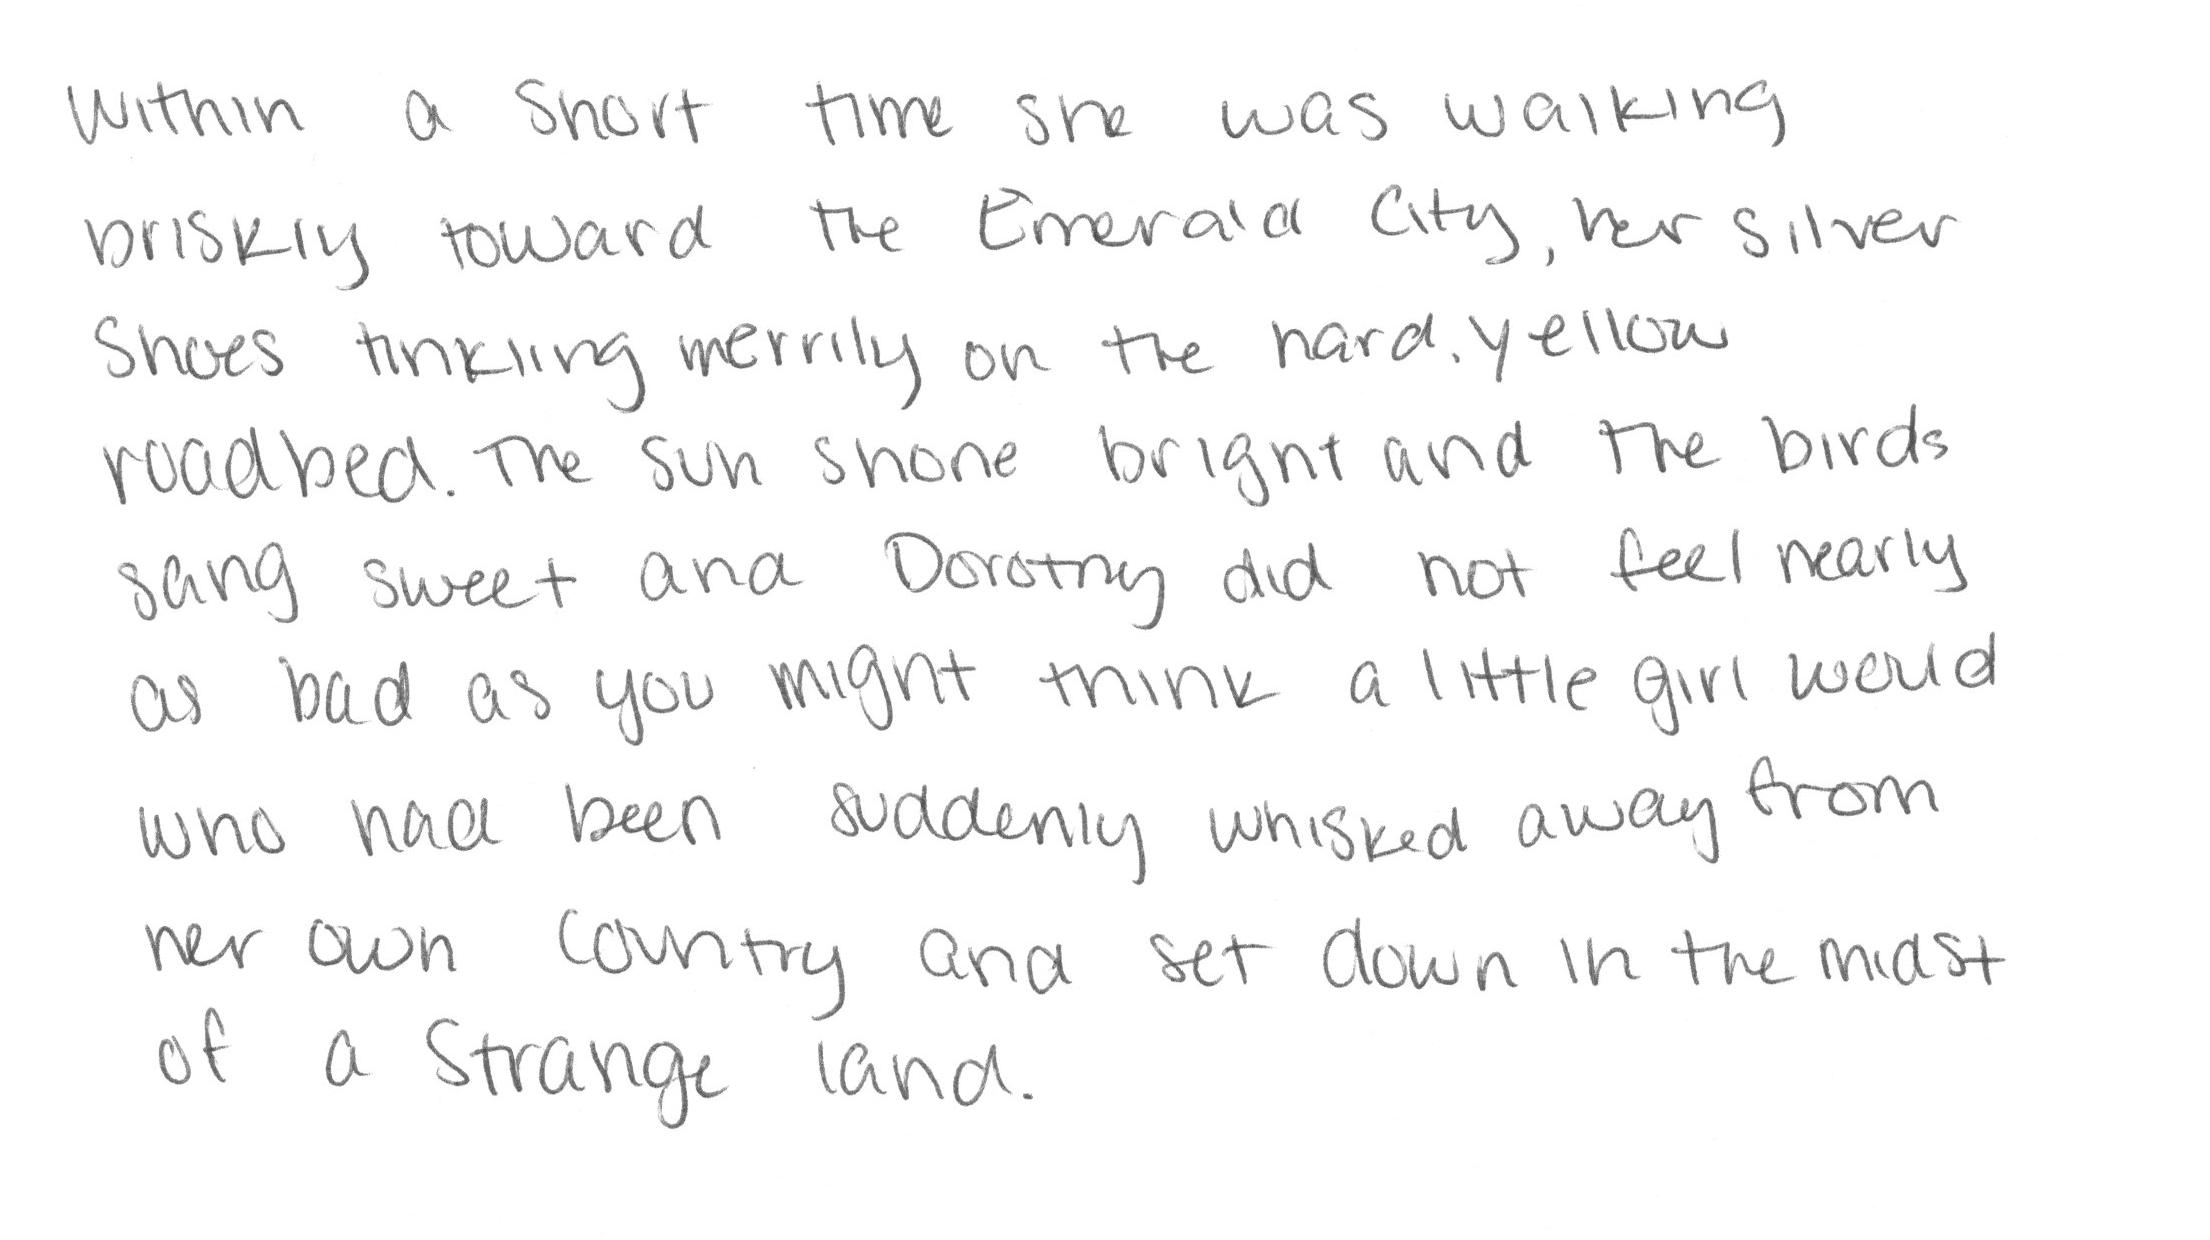 Within a short time she was walking
briskly toward the Emerald City, her silver
Shoes tinkling merrily on the hard, yellow
roadbed. The sun shone bright and the birds
sang sweet and Dorothy did not feel nearly
as bad as you might think a little girl would
who had been suddenly whisked away from
her own country and set down in the midst
of a strange land.